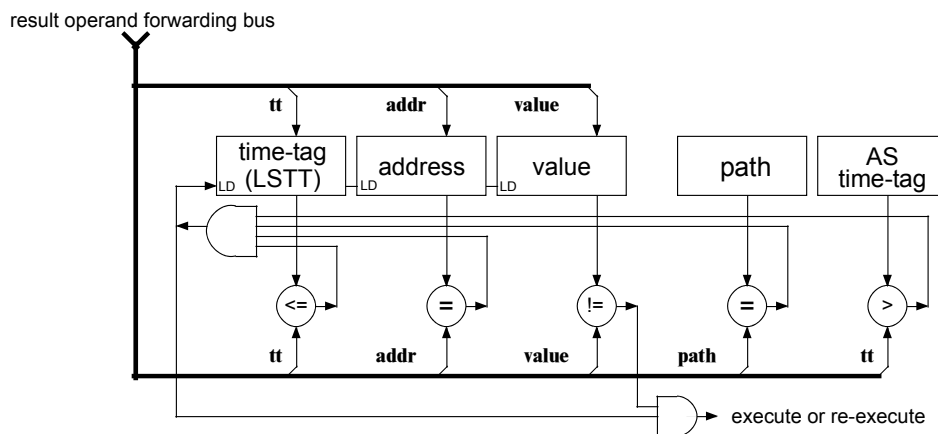 result operand forwarding bus
tt
addr
value
time-tag
(LSTT)
LD
address
LD
value
LD
path
AS
time-tag
<=
=
!=
=
>
tt
addr
value
path
tt
execute or re-execute